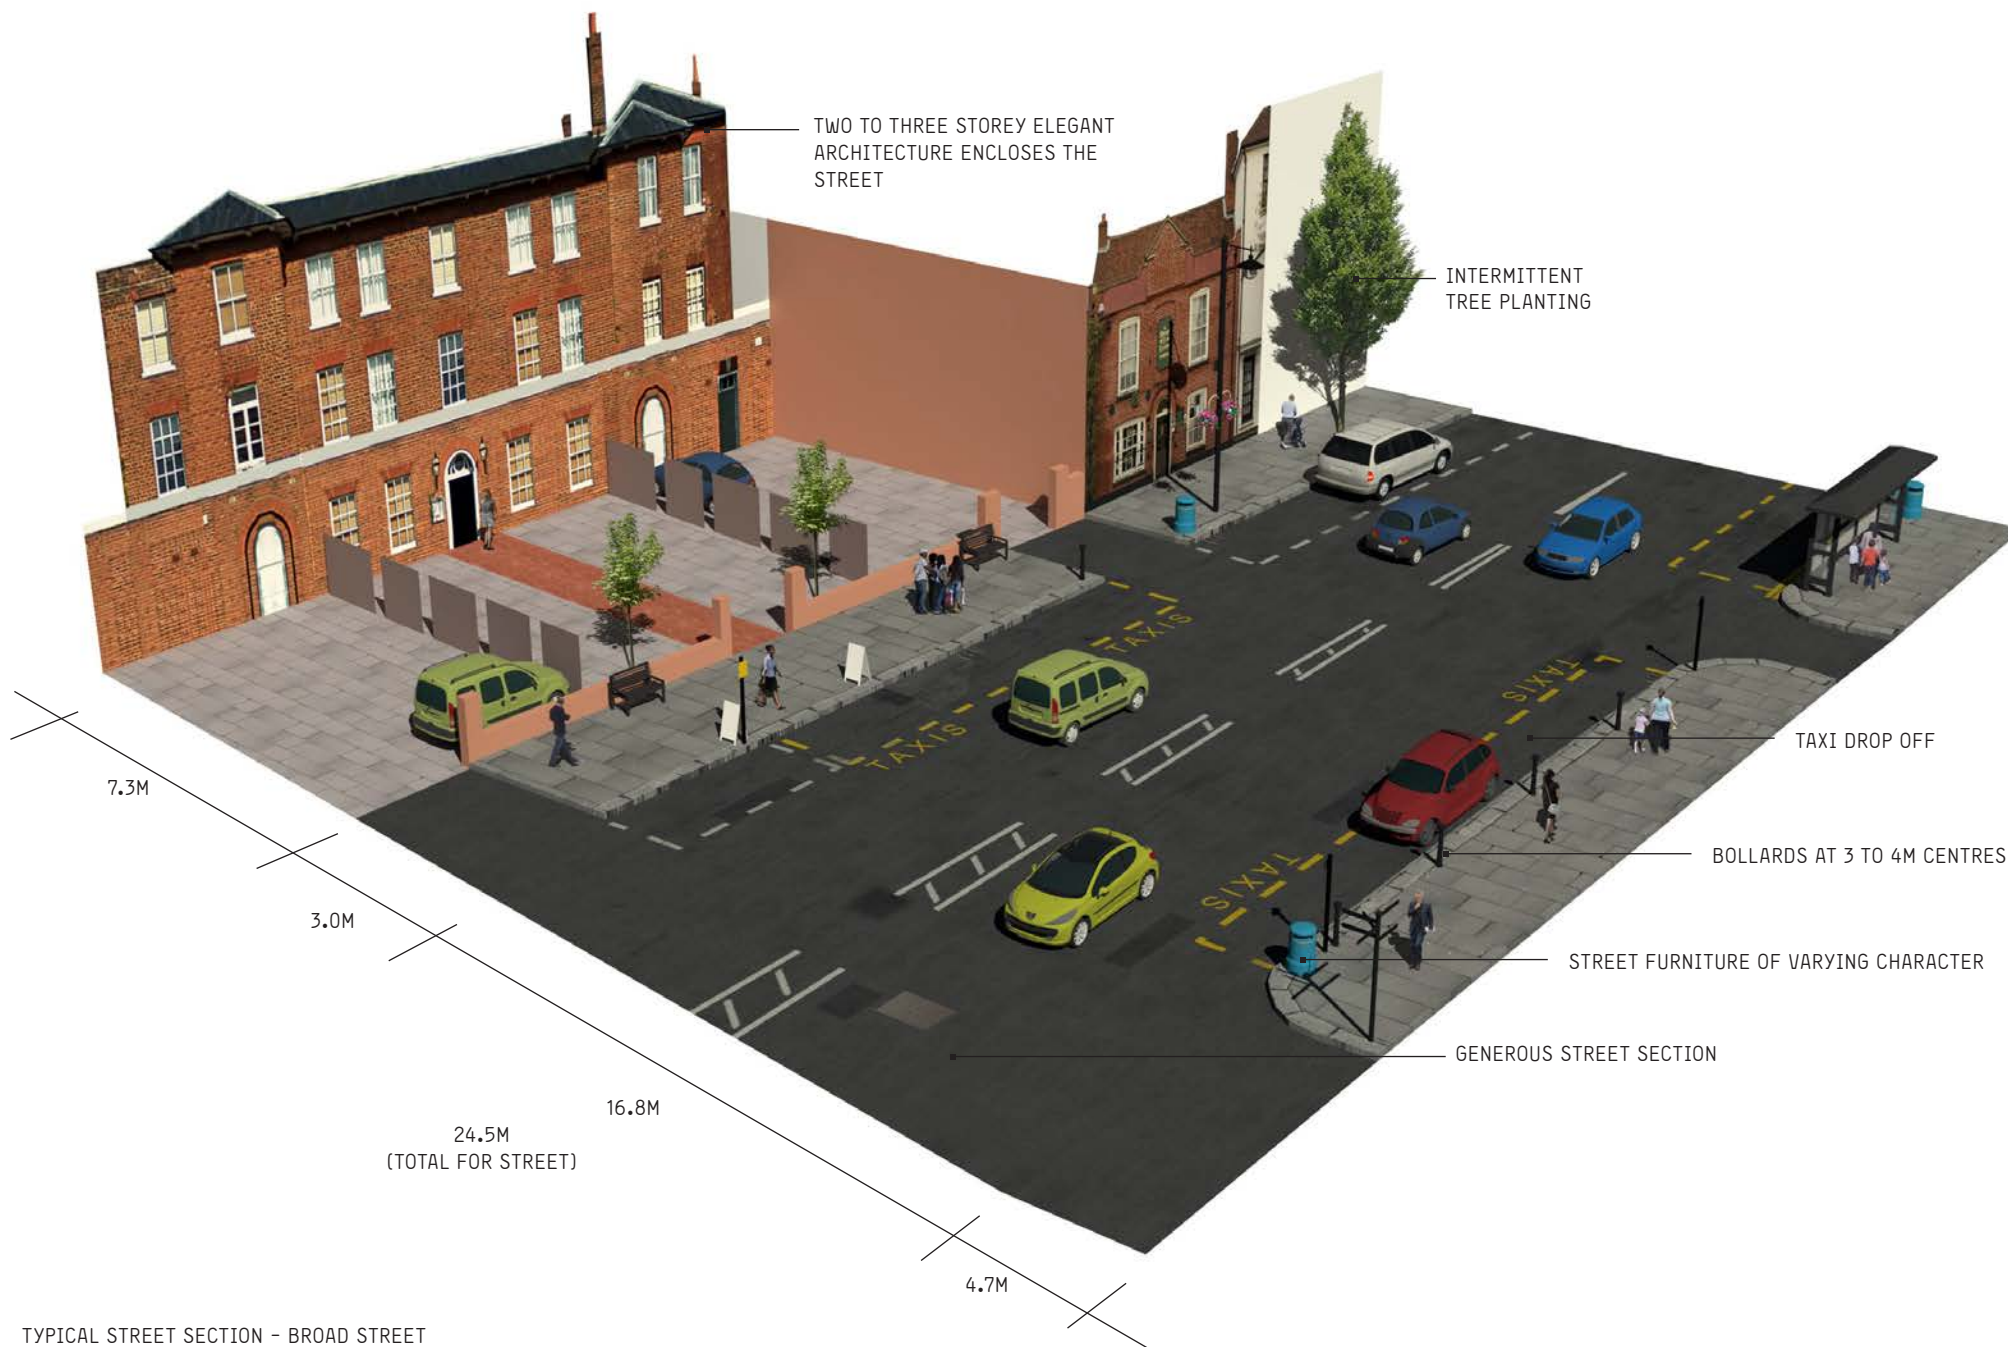 TWO TO THREE STOREY ELEGANT
ARCHITECTURE ENCLOSES THE
STREET
INTERMITTENT
TREE PLANTING
TAXIS
TAXIS
TAXIS
TAXIS
TAXI DROP OFF
BOLLARDS AT 3 TO 4M CENTRES
STREET FURNITURE OF VARYING CHARACTER
GENEROUS STREET SECTION
7.3M
3.0M
16.8M
24.5M
(TOTAL FOR STREET)
4.7M
TYPICAL STREET SECTION - BROAD STREET